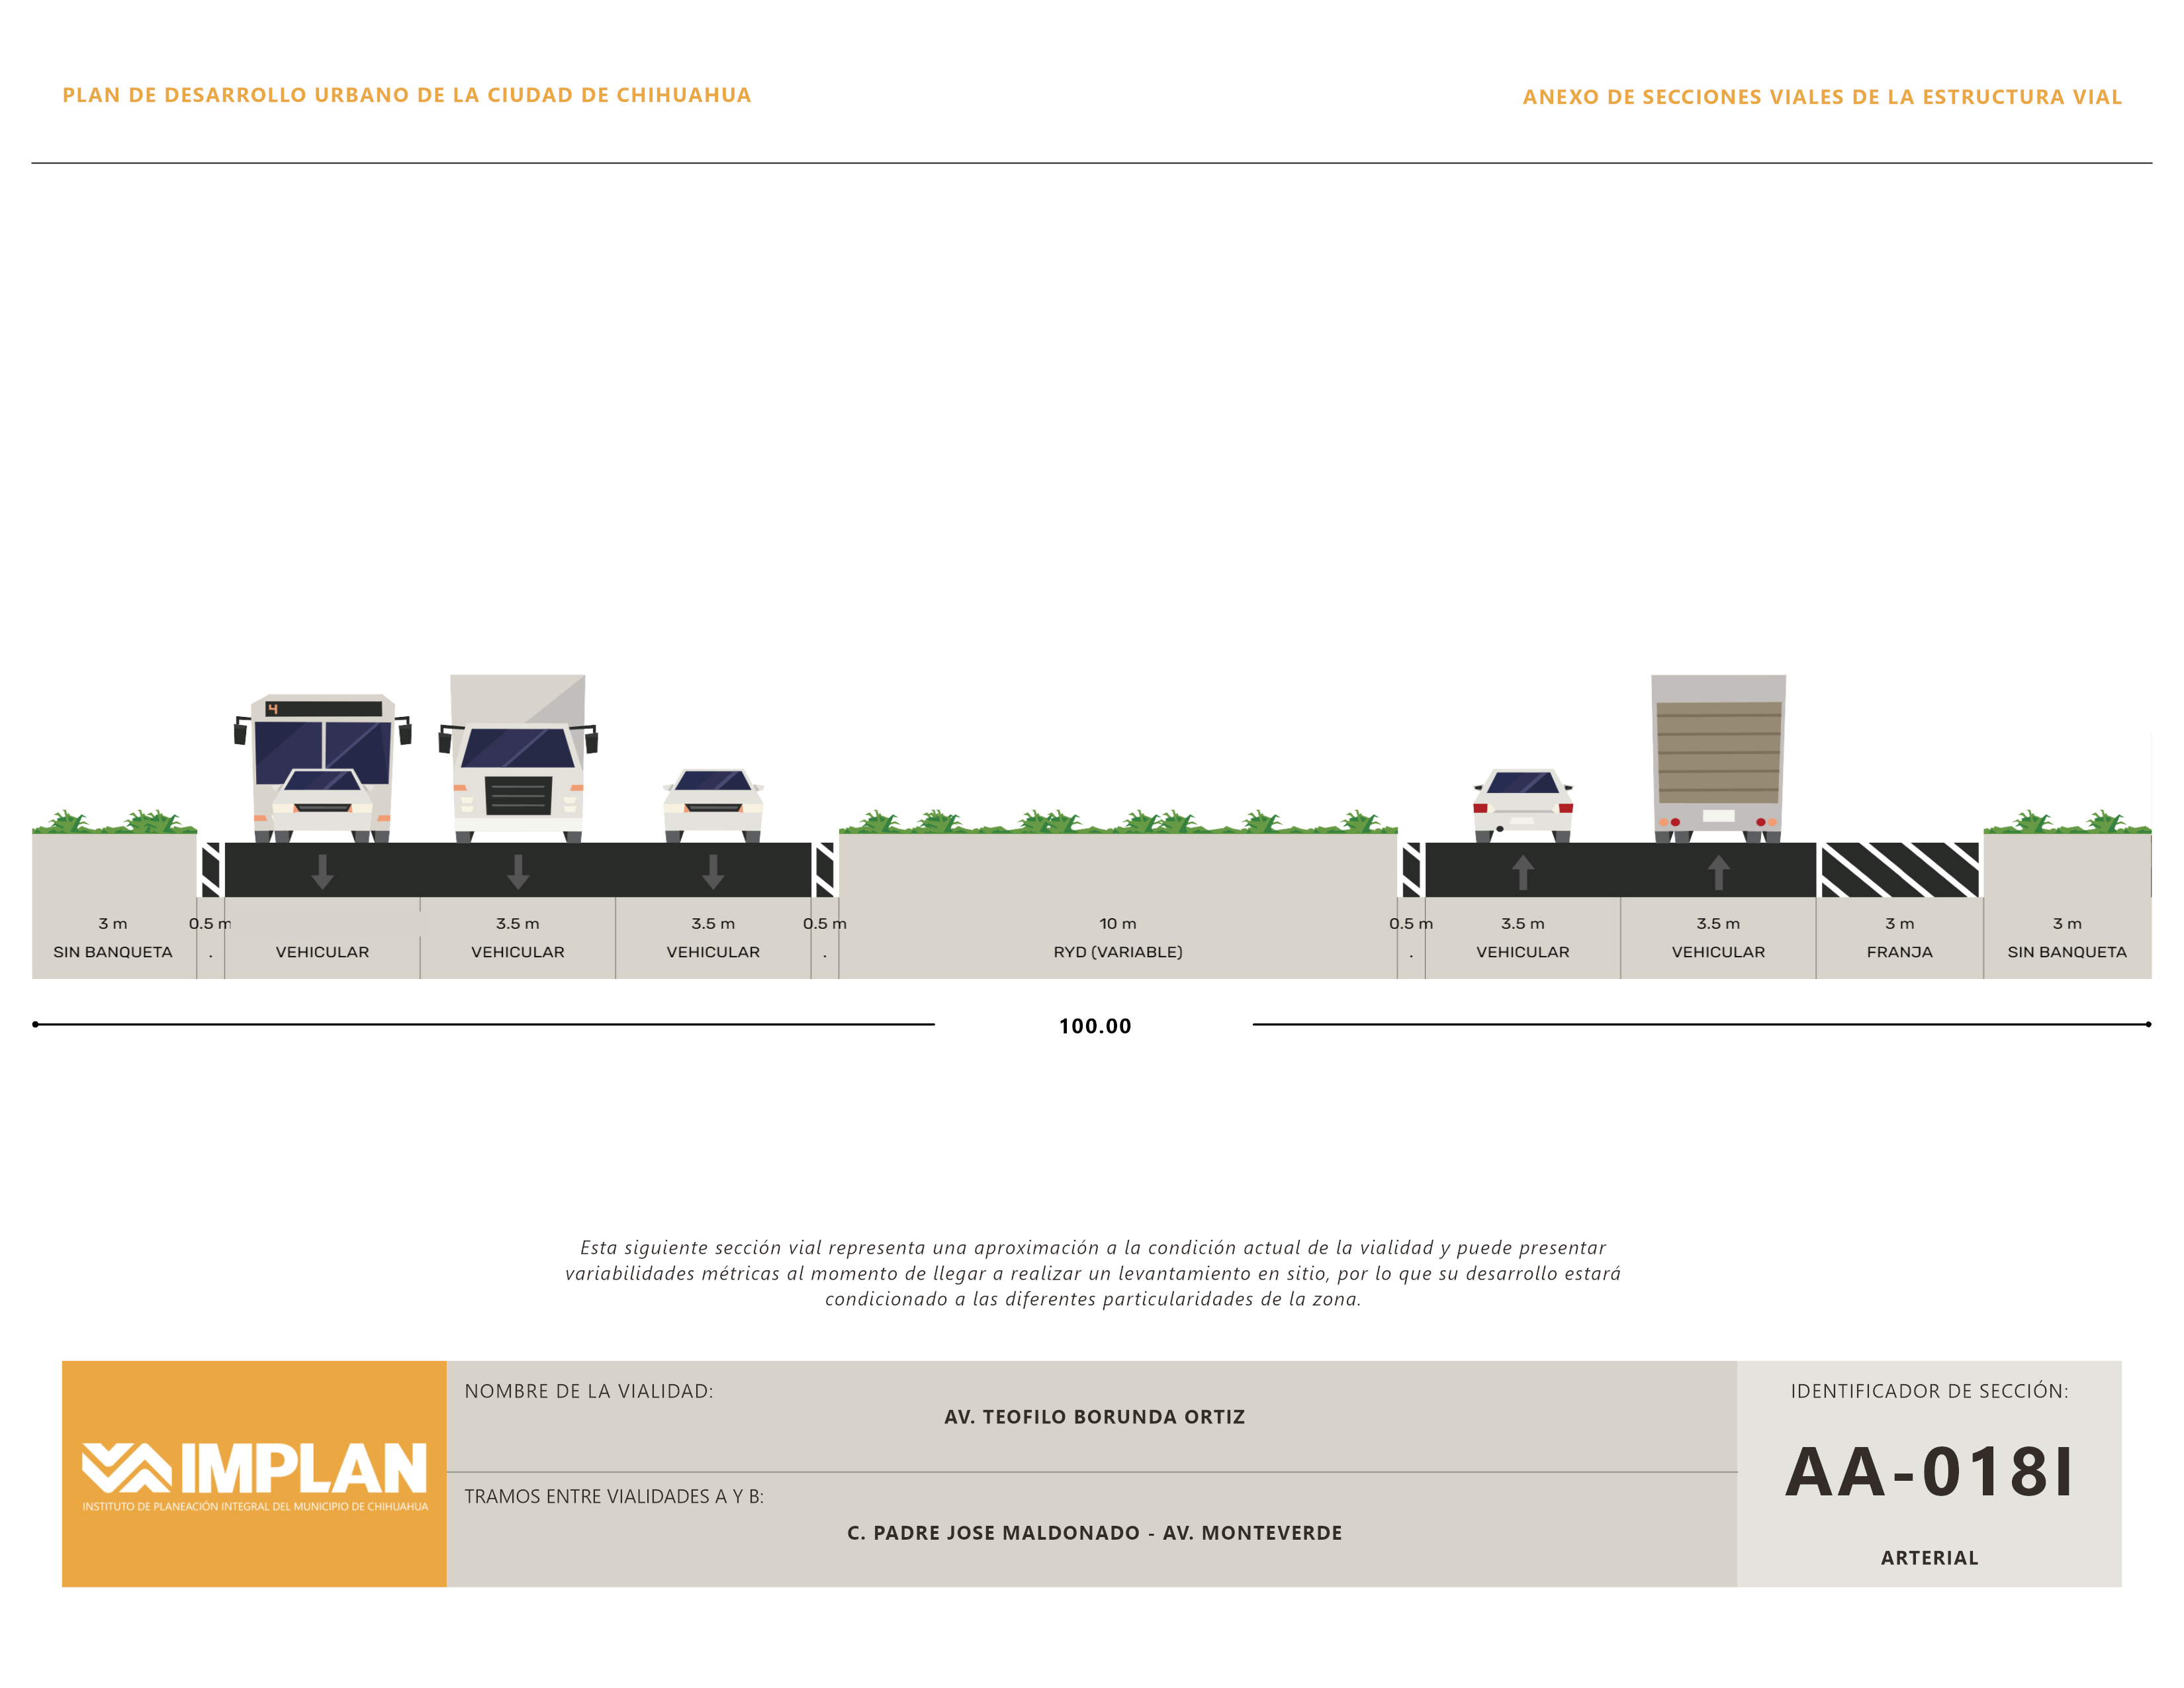 PLAN DE DESARROLLO URBANO DE LA CIUDAD DE CHIHUAHUA
ANEXO DE SECCIONES VIALES DE LA ESTRUCTURA VIAL
4
3 m
0.5 m
3.5 m
3.5 m
0.5 m
10 m
0.5 m
3.5 m
3.5 m
3 m
3 m
SIN BANQUETA
.
VEHICULAR
VEHICULAR
VEHICULAR
.
RYD (VARIABLE)
.
VEHICULAR
VEHICULAR
FRANJA
SIN BANQUETA
100.00
Esta siguiente sección vial representa una aproximación a la condición actual de la vialidad y puede presentar
variabilidades métricas al momento de llegar a realizar un levantamiento en sitio, por lo que su desarrollo estará
condicionado a las diferentes particularidades de la zona.
IMPLAN
INSTITUTO DE PLANEACIÓN INTEGRAL DEL MUNICIPIO DE CHIHUAHUA
NOMBRE DE LA VIALIDAD:
AV. TEOFILO BORUNDA ORTIZ
TRAMOS ENTRE VIALIDADES A Y B:
C. PADRE JOSE MALDONADO - AV. MONTEVERDE
IDENTIFICADOR DE SECCIÓN:
AA-018I
ARTERIAL